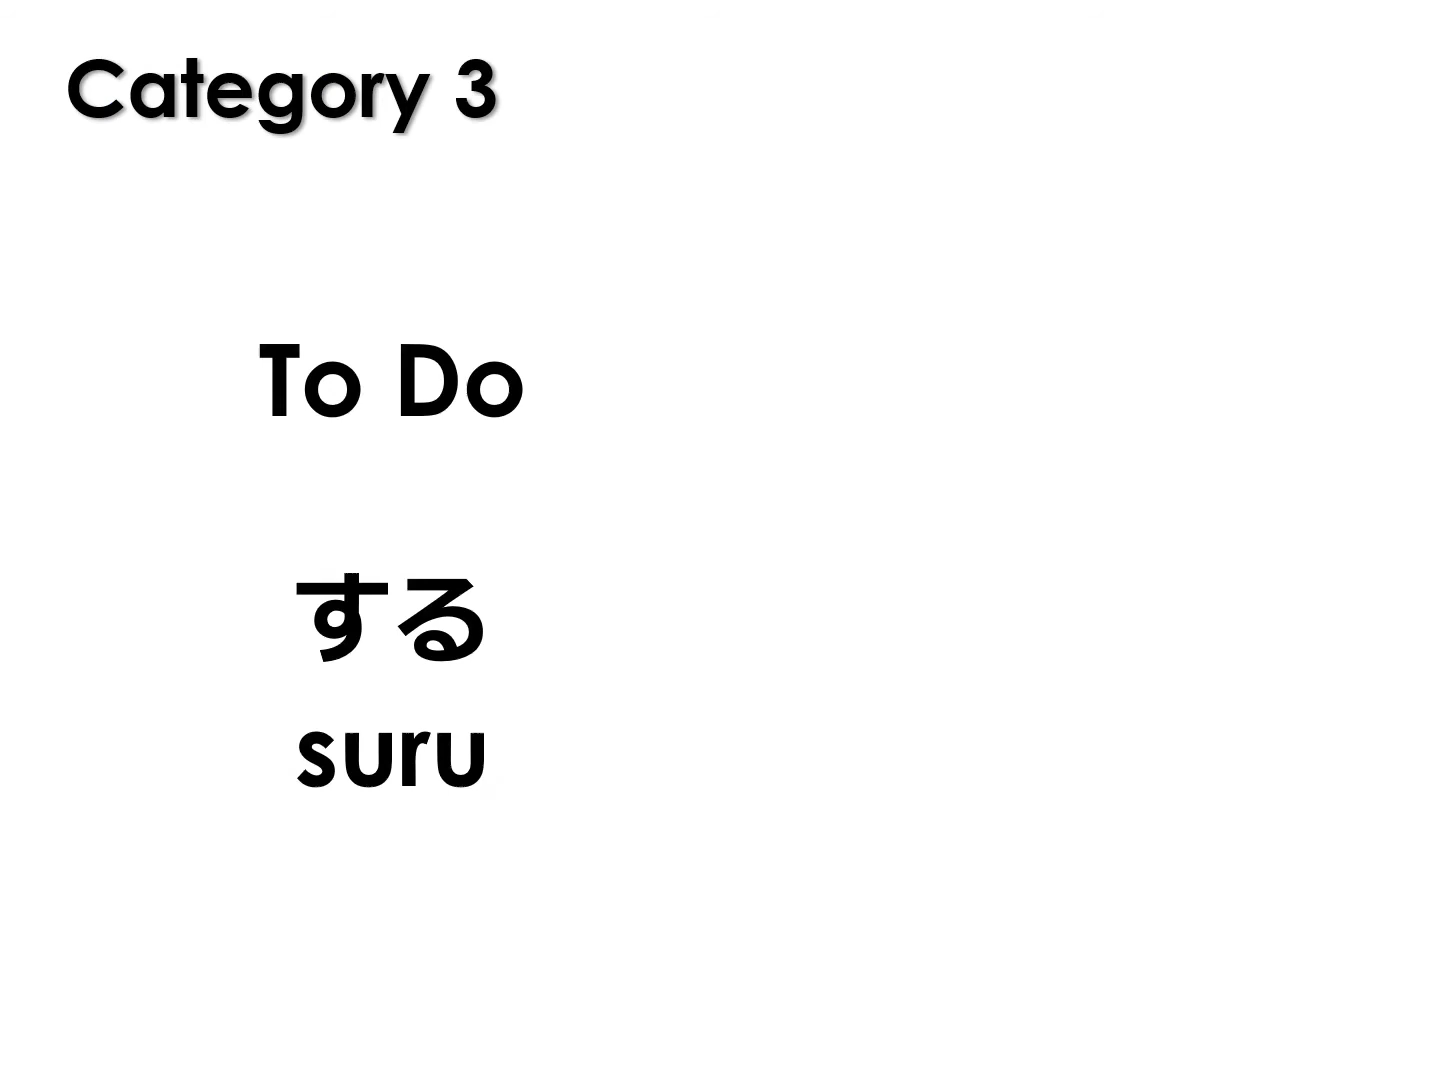 Category 3
To Do
する
suru